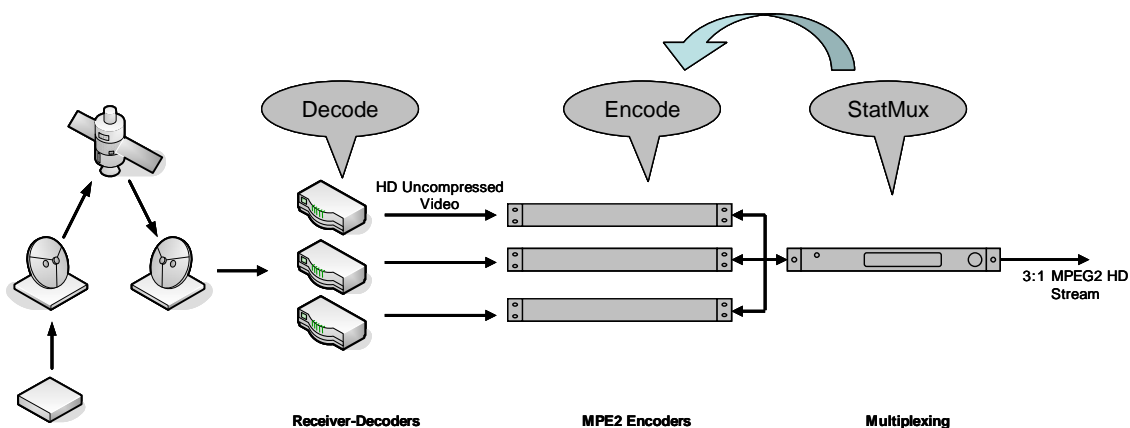 Decode
Encode
StatMux
HD Uncompressed
Video
3:1 MPEG2 HD
Stream
Receiver-Decoders
MPE2 Encoders
Multiplexing